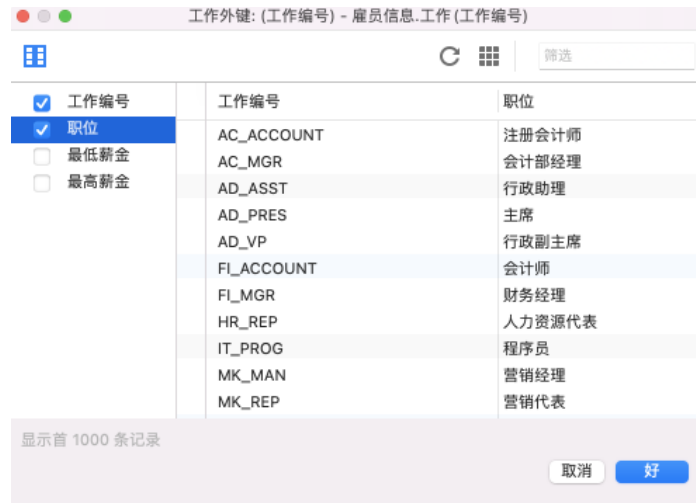 工作外键: (工作编号) - 雇员信息.工作 (工作编号)
筛选
工作编号
职位
最低薪金
最高薪金
工作编号 职位
AC_ACCOUNT 注册会计师
AC_MGR 会计部经理
AD_ASST 行政助理
AD_PRES 主席
AD_VP 行政副主席
FI_ACCOUNT 会计师
FI_MGR 财务经理
HR_REP 人力资源代表
IT_PROG 程序员
MK_MAN 营销经理
MK_REP 营销代表
显示首 1000 条记录
取消 好